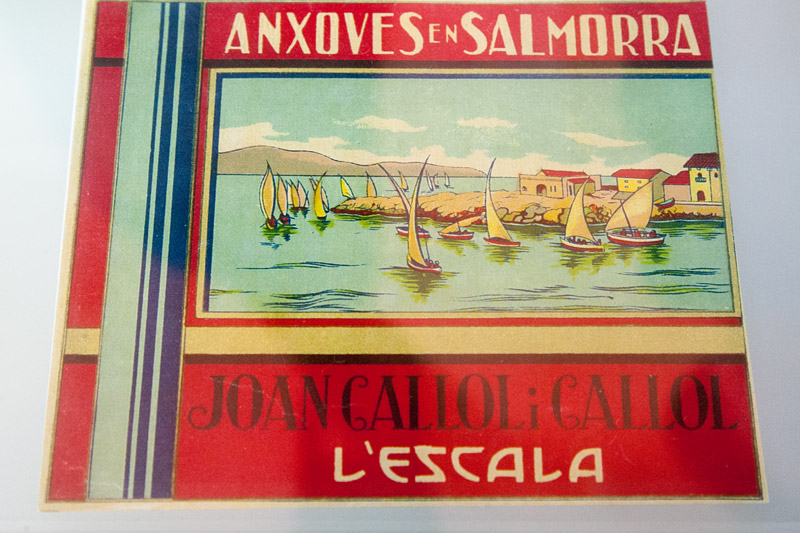 ANXOVES EN SALMORRA
JOAN CALLOL i CALLOL
L'ESCALA